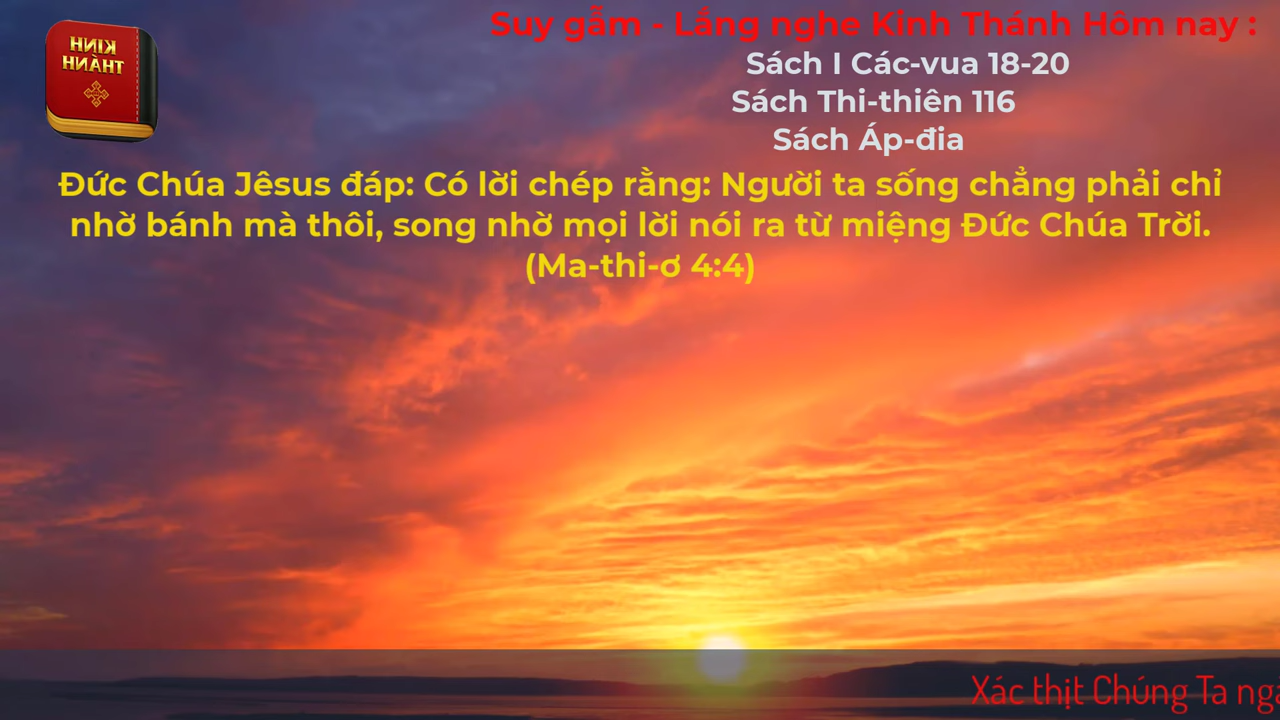 KINH
THÁNH
Suy gẫm - Lắng nghe Kinh Thánh Hôm nay :
Sách I Các-vua 18-20
Sách Thi-thiên 116
Sách Áp-đia
Đức Chúa Jêsus đáp: Có lời chép rằng: Người ta sống chẳng phải chỉ
nhờ bánh mà thôi, song nhờ mọi lời nói ra từ miệng Đức Chúa Trời.
(Ma-thi-ơ 4:4)
Xác thịt Chúng Ta